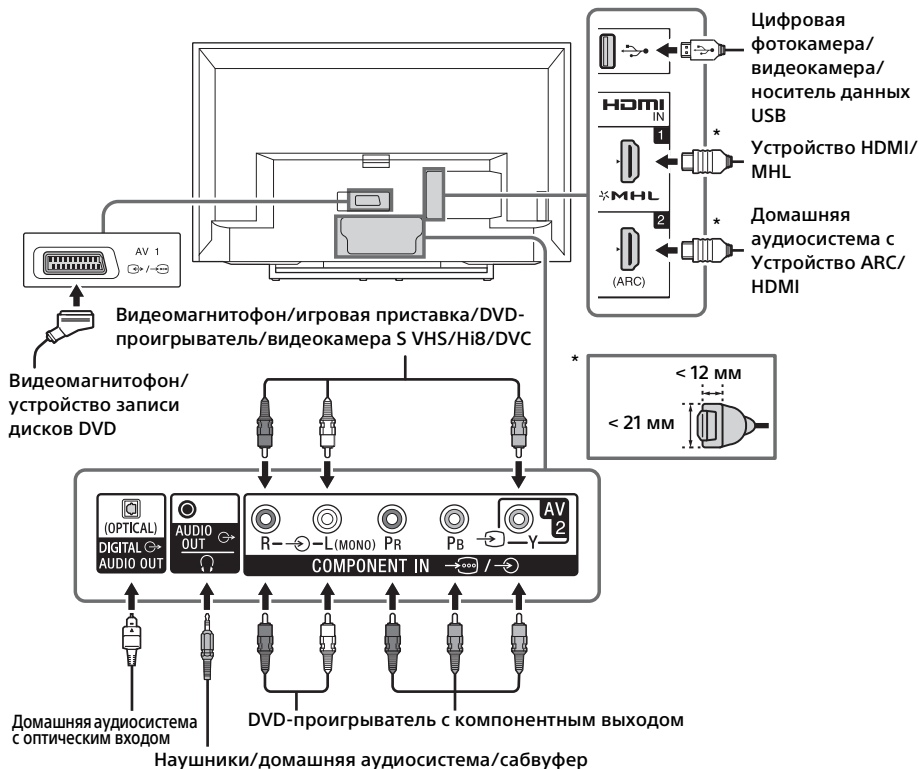 Цифровая
фотокамера/
видеокамера/
носитель данных
USB
HDMI
IN
1
*
Устройство HDMI/
MHL
MHL
2
*
Домашняя
аудиосистема с
Устройство ARC/
HDMI
(ARC)
AV 1
/
Видеомагнитофон/игровая приставка/DVD-
проигрыватель/видеокамера S VHS/Hi8/DVC
Видеомагнитофон/
устройство записи
дисков DVD
*
< 12 мм
< 21 мм
(OPTICAL)
DIGITAL
AUDIO OUT
AUDIO
OUT
R L(MONO) PR PB Y
AV
2
COMPONENT IN /
Домашняя аудиосистема
с оптическим входом
DVD-проигрыватель с компонентным выходом
Наушники/домашняя аудиосистема/сабвуфер